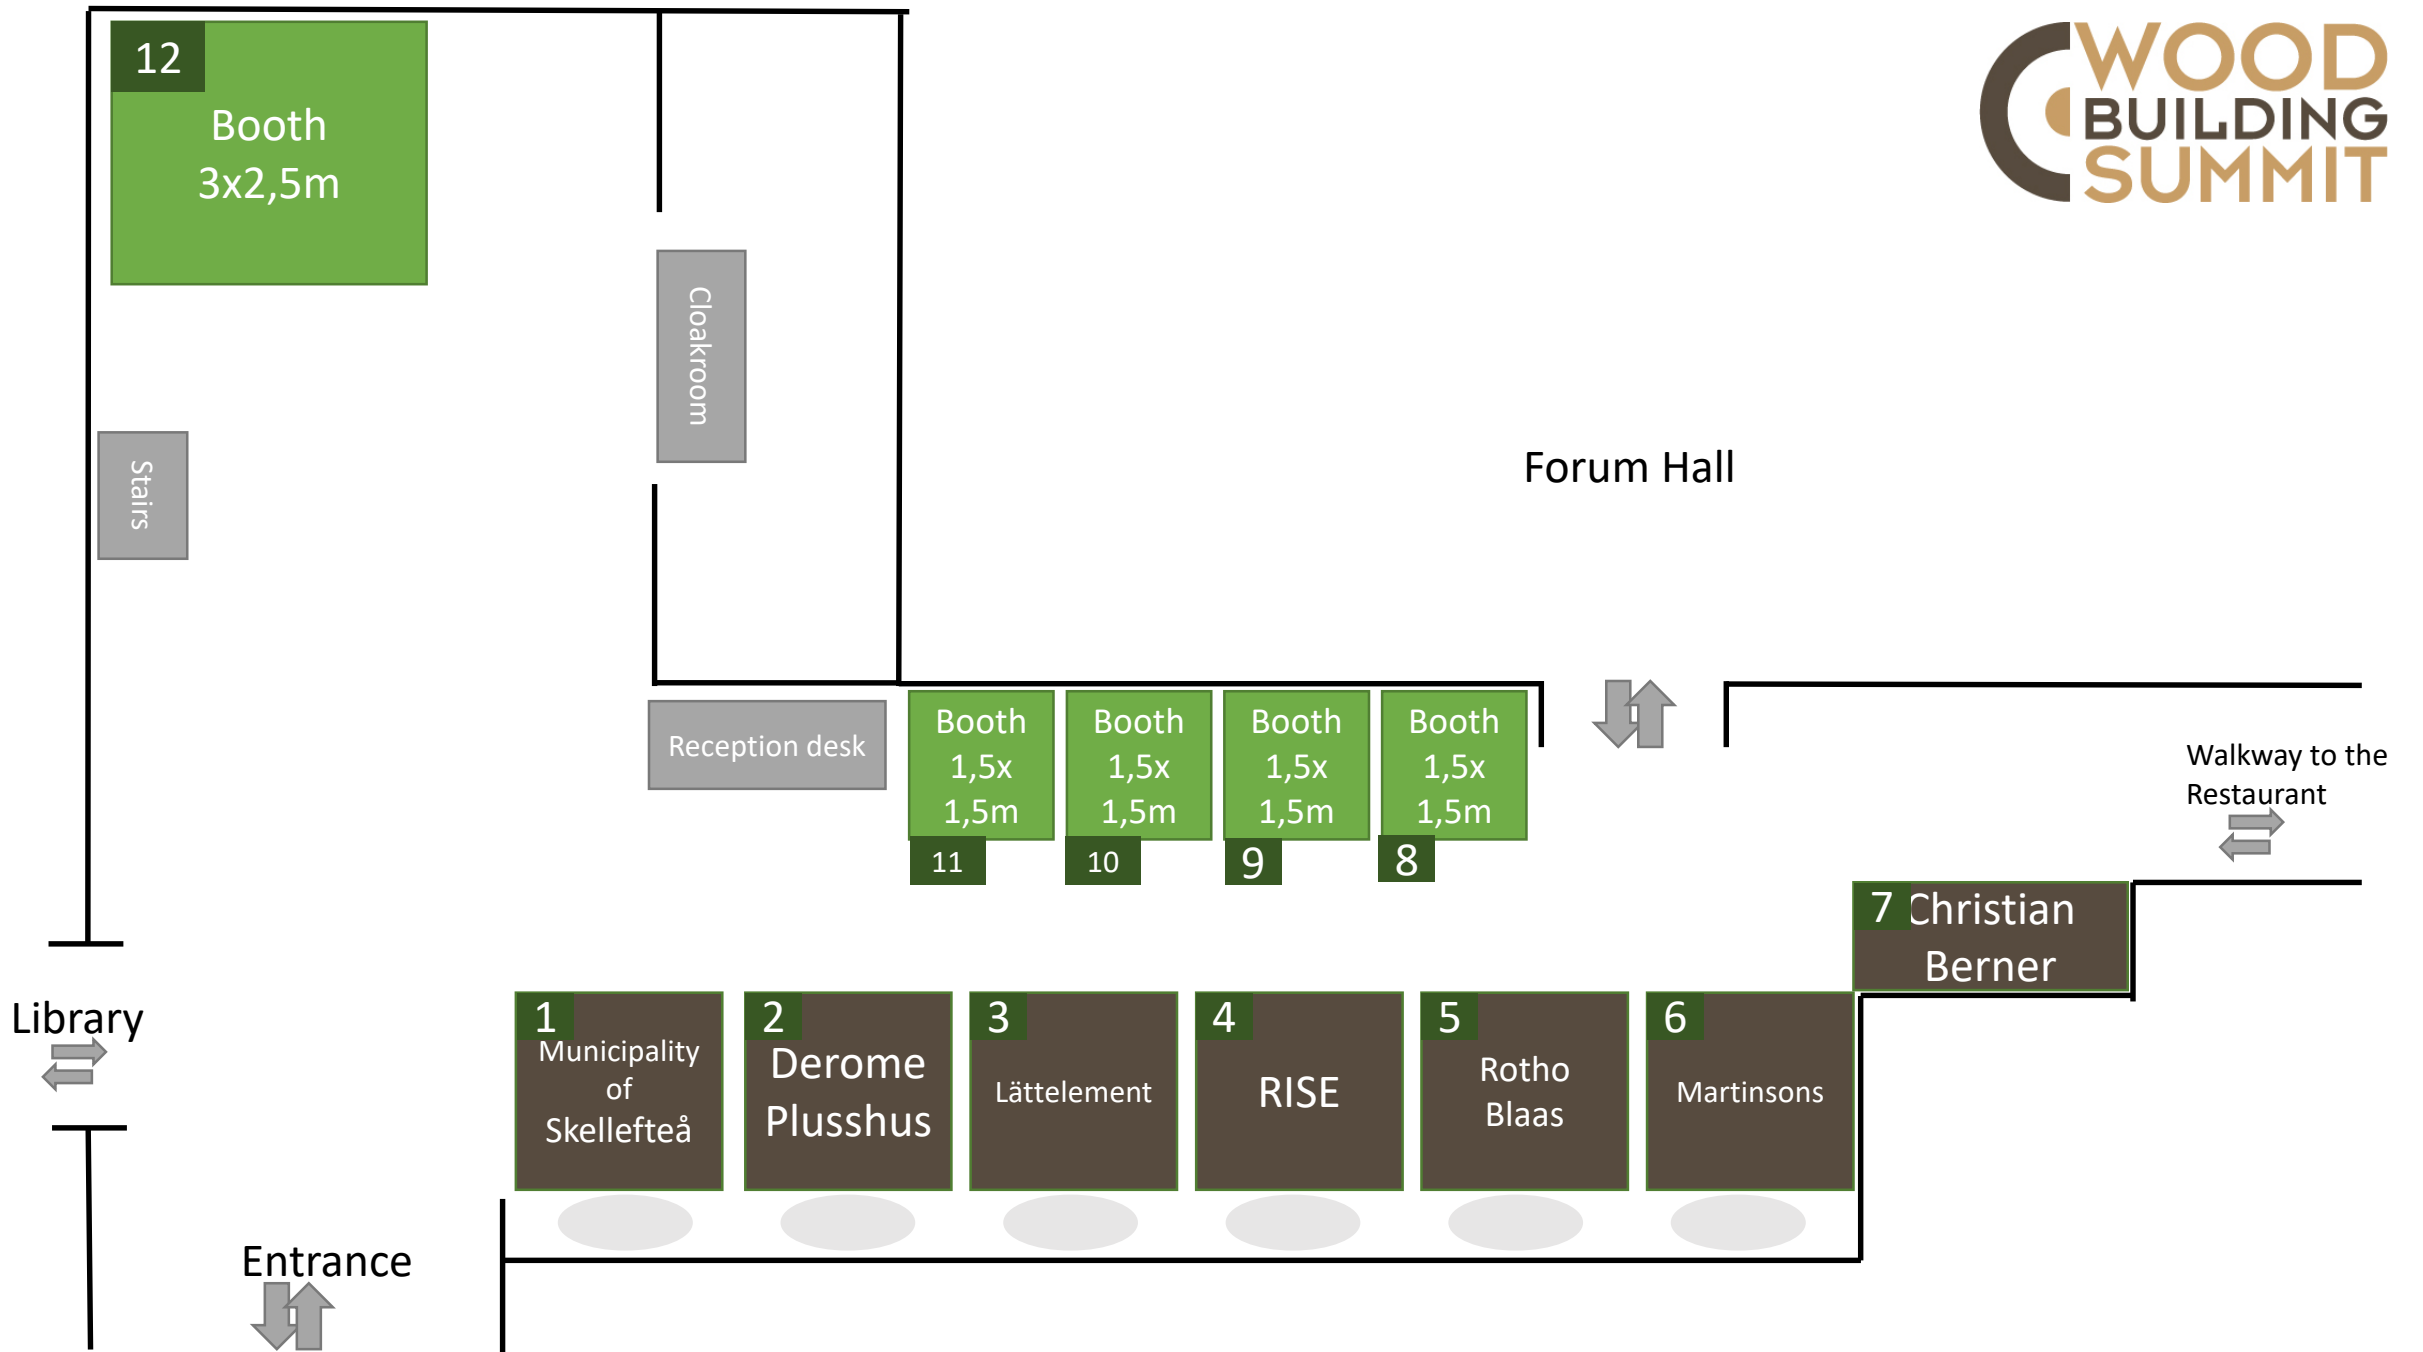 12
Booth
3x2,5m
WOOD
BUILDING
SUMMIT
Cloakroom
Stairs
Forum Hall
Reception desk
Booth
1,5x
1,5m
11
Booth
1,5x
1,5m
10
Booth
1,5x
1,5m
9
Booth
1,5x
1,5m
8
Walkway to the
Restaurant
7
Christian
Berner
Library
1
Municipality
of
Skellefteå
2
Derome
Plusshus
3
Lättelement
4
RISE
5
Rotho
Blaas
6
Martinsons
Entrance